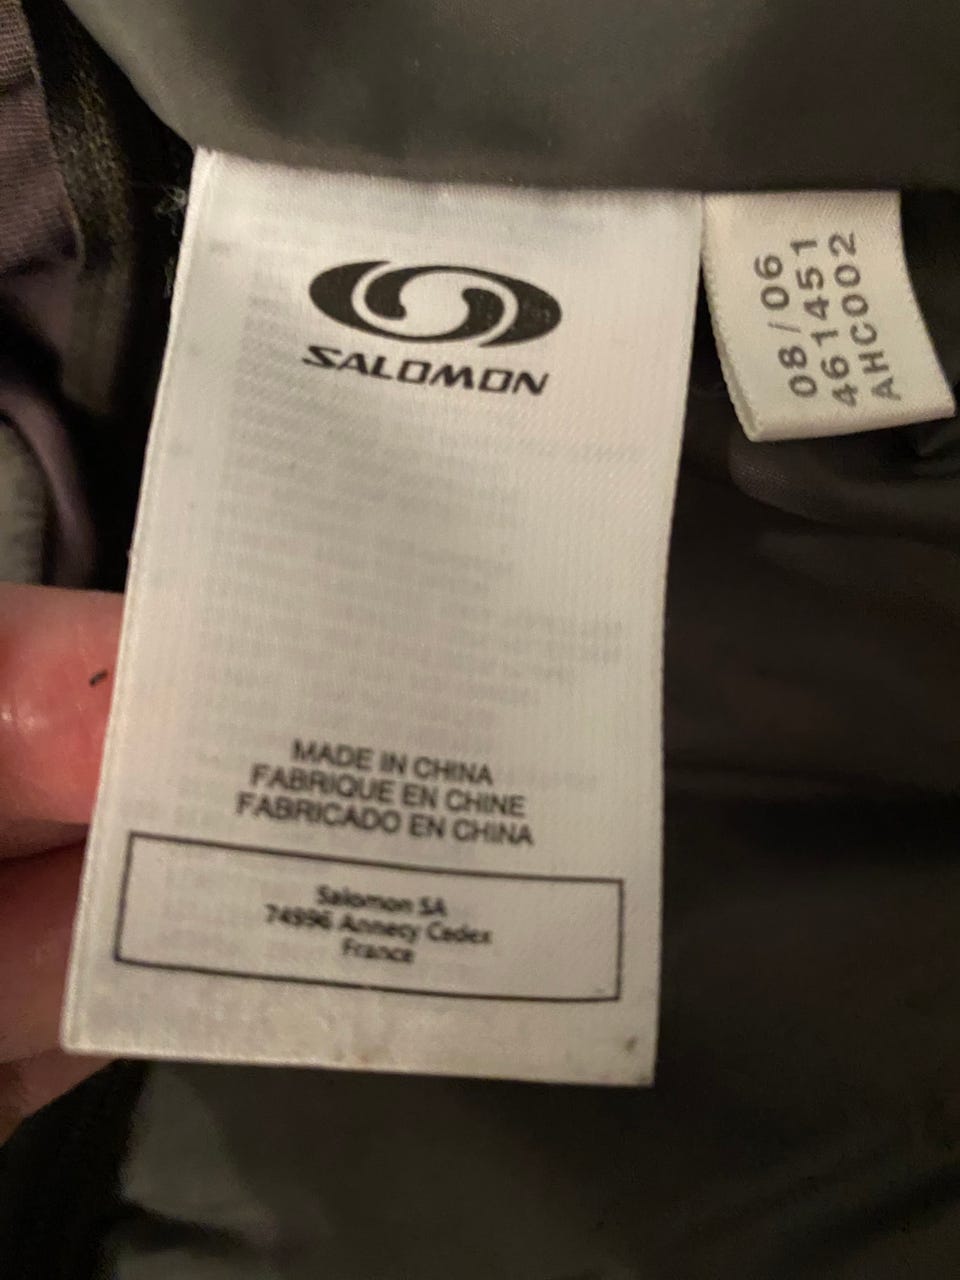 SALOMON
MADE IN CHINA
FABRIQUE EN CHINE
FABRICADO EN CHINA
Salomon SA
74996 Annecy Cedex
France
08/06
461451
AHC002